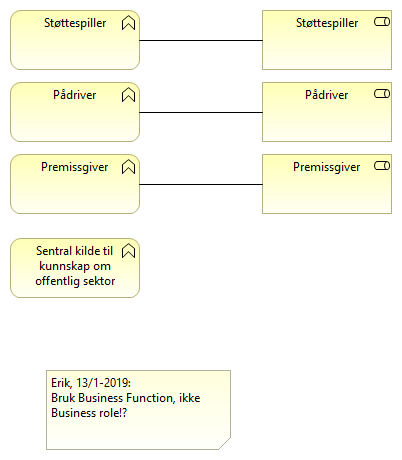 Støttespiller
Støttespiller
Pådriver
Pådriver
Premissgiver
Premissgiver
Sentral kilde til
kunnskap om
offentlig sektor
Erik, 13/1-2019:
Bruk Business Function, ikke
Business role!?